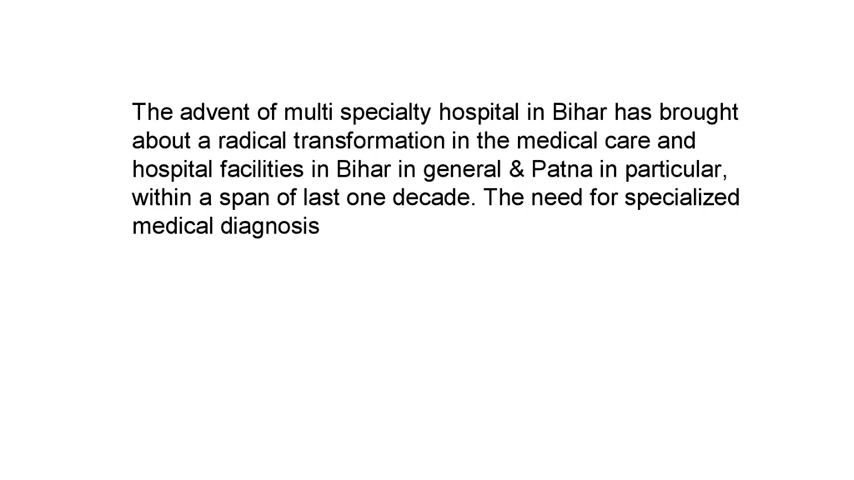 The advent of multi specialty hospital in Bihar has brought
about a radical transformation in the medical care and
hospital facilities in Bihar in general & Patna in particular,
within a span of last one decade. The need for specialized
medical diagnosis